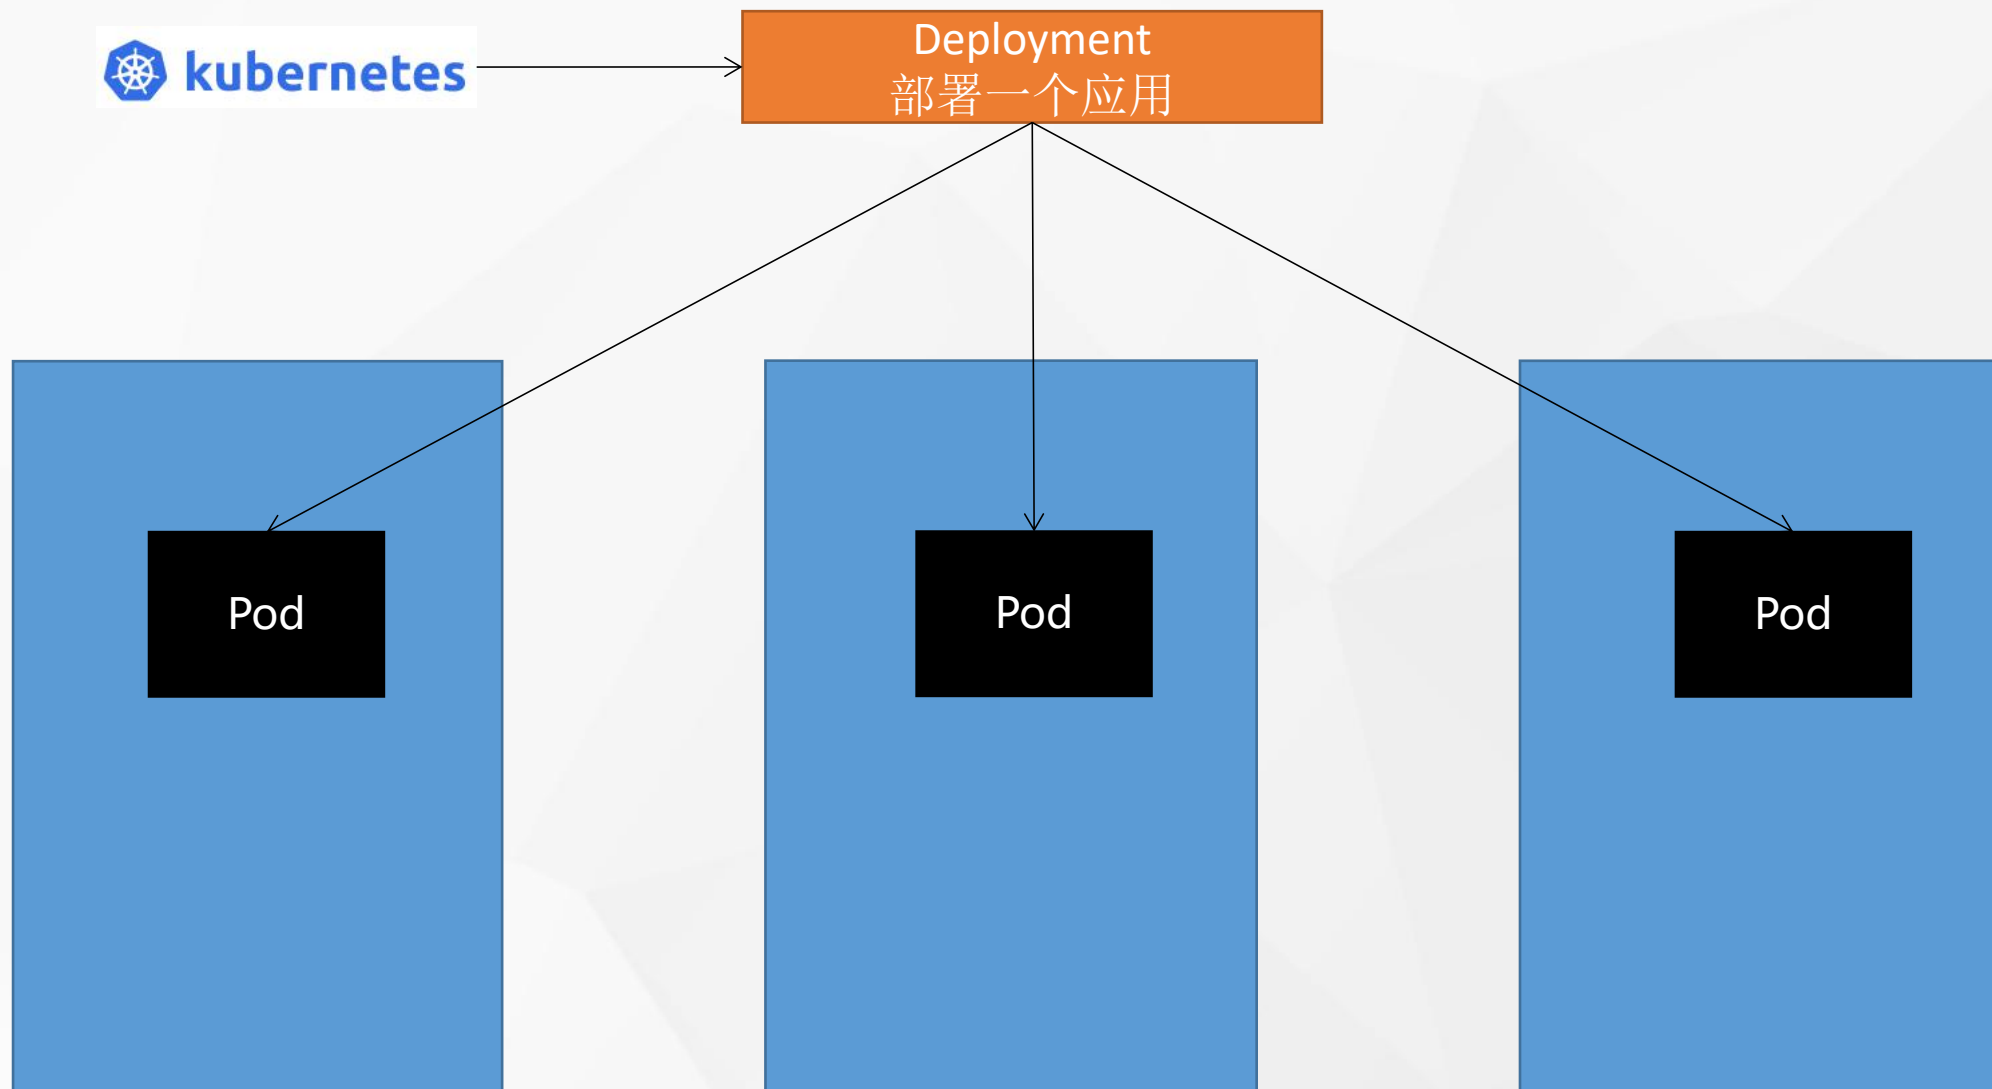 kubernetes
Deployment
部署一个应用
Pod
Pod
Pod